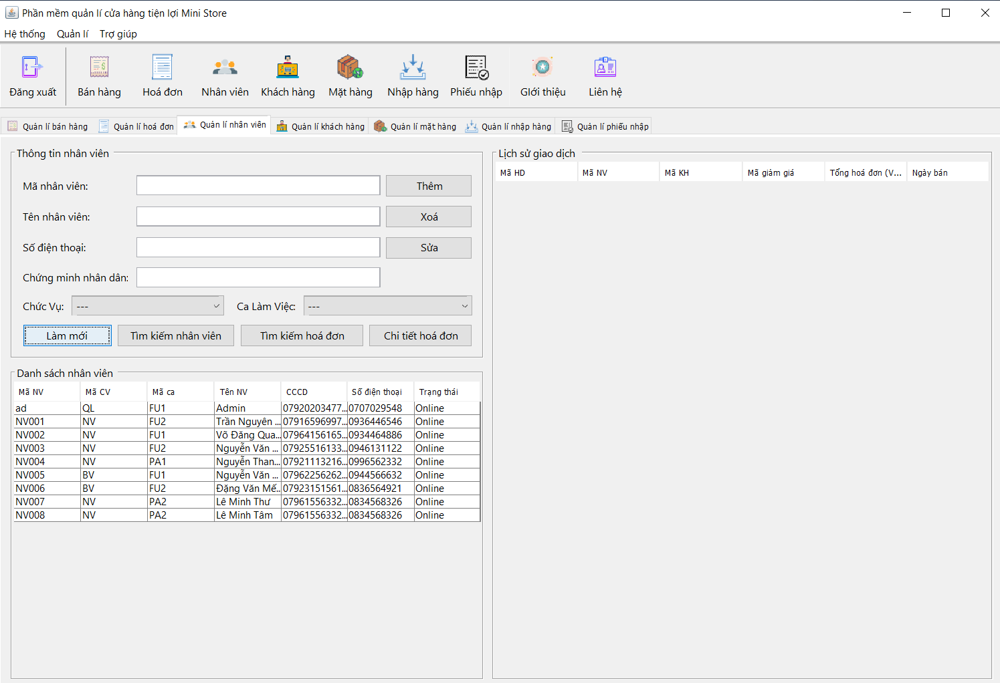 Phần mềm quản lí cửa hàng tiện lợi Mini Store
Hệ thống Quản lí Trợ giúp
Đăng xuất Bán hàng Hoá đơn Nhân viên Khách hàng Mặt hàng Nhập hàng Phiếu nhập Giới thiệu Liên hệ
Quản lí bán hàng Quản lí hoá đơn Quản lí nhân viên Quản lí khách hàng Quản lí mặt hàng Quản lí nhập hàng Quản lí phiếu nhập
Thông tin nhân viên
Mã nhân viên: Thêm
Tên nhân viên: Xoá
Số điện thoại: Sửa
Chứng minh nhân dân:
Chức Vụ: --- Ca Làm Việc: ---
Làm mới Tìm kiếm nhân viên Tìm kiếm hoá đơn Chi tiết hoá đơn
Danh sách nhân viên
Mã NV Mã CV Mã ca Tên NV CCCD Số điện thoại Trạng thái
ad QL FU1 Admin 07920203477... 0707029548 Online
NV001 NV FU2 Trần Nguyên ... 07916596997... 0936446546 Online
NV002 NV FU1 Võ Đăng Qua... 07964156165... 0934464886 Online
NV003 NV FU2 Nguyễn Văn ... 07925516133... 0946131122 Online
NV004 NV PA1 Nguyễn Than... 07921113216... 0996562332 Online
NV005 BV FU1 Nguyễn Văn ... 07962256262... 0944566632 Online
NV006 BV FU2 Đặng Văn Mế... 07923151561... 0836564921 Online
NV007 NV PA2 Lê Minh Thư 07961556332... 0834568326 Online
NV008 NV PA2 Lê Minh Tâm 07961556332... 0834568326 Online
Lịch sử giao dịch
Mã HD Mã NV Mã KH Mã giảm giá Tổng hoá đơn (V... Ngày bán